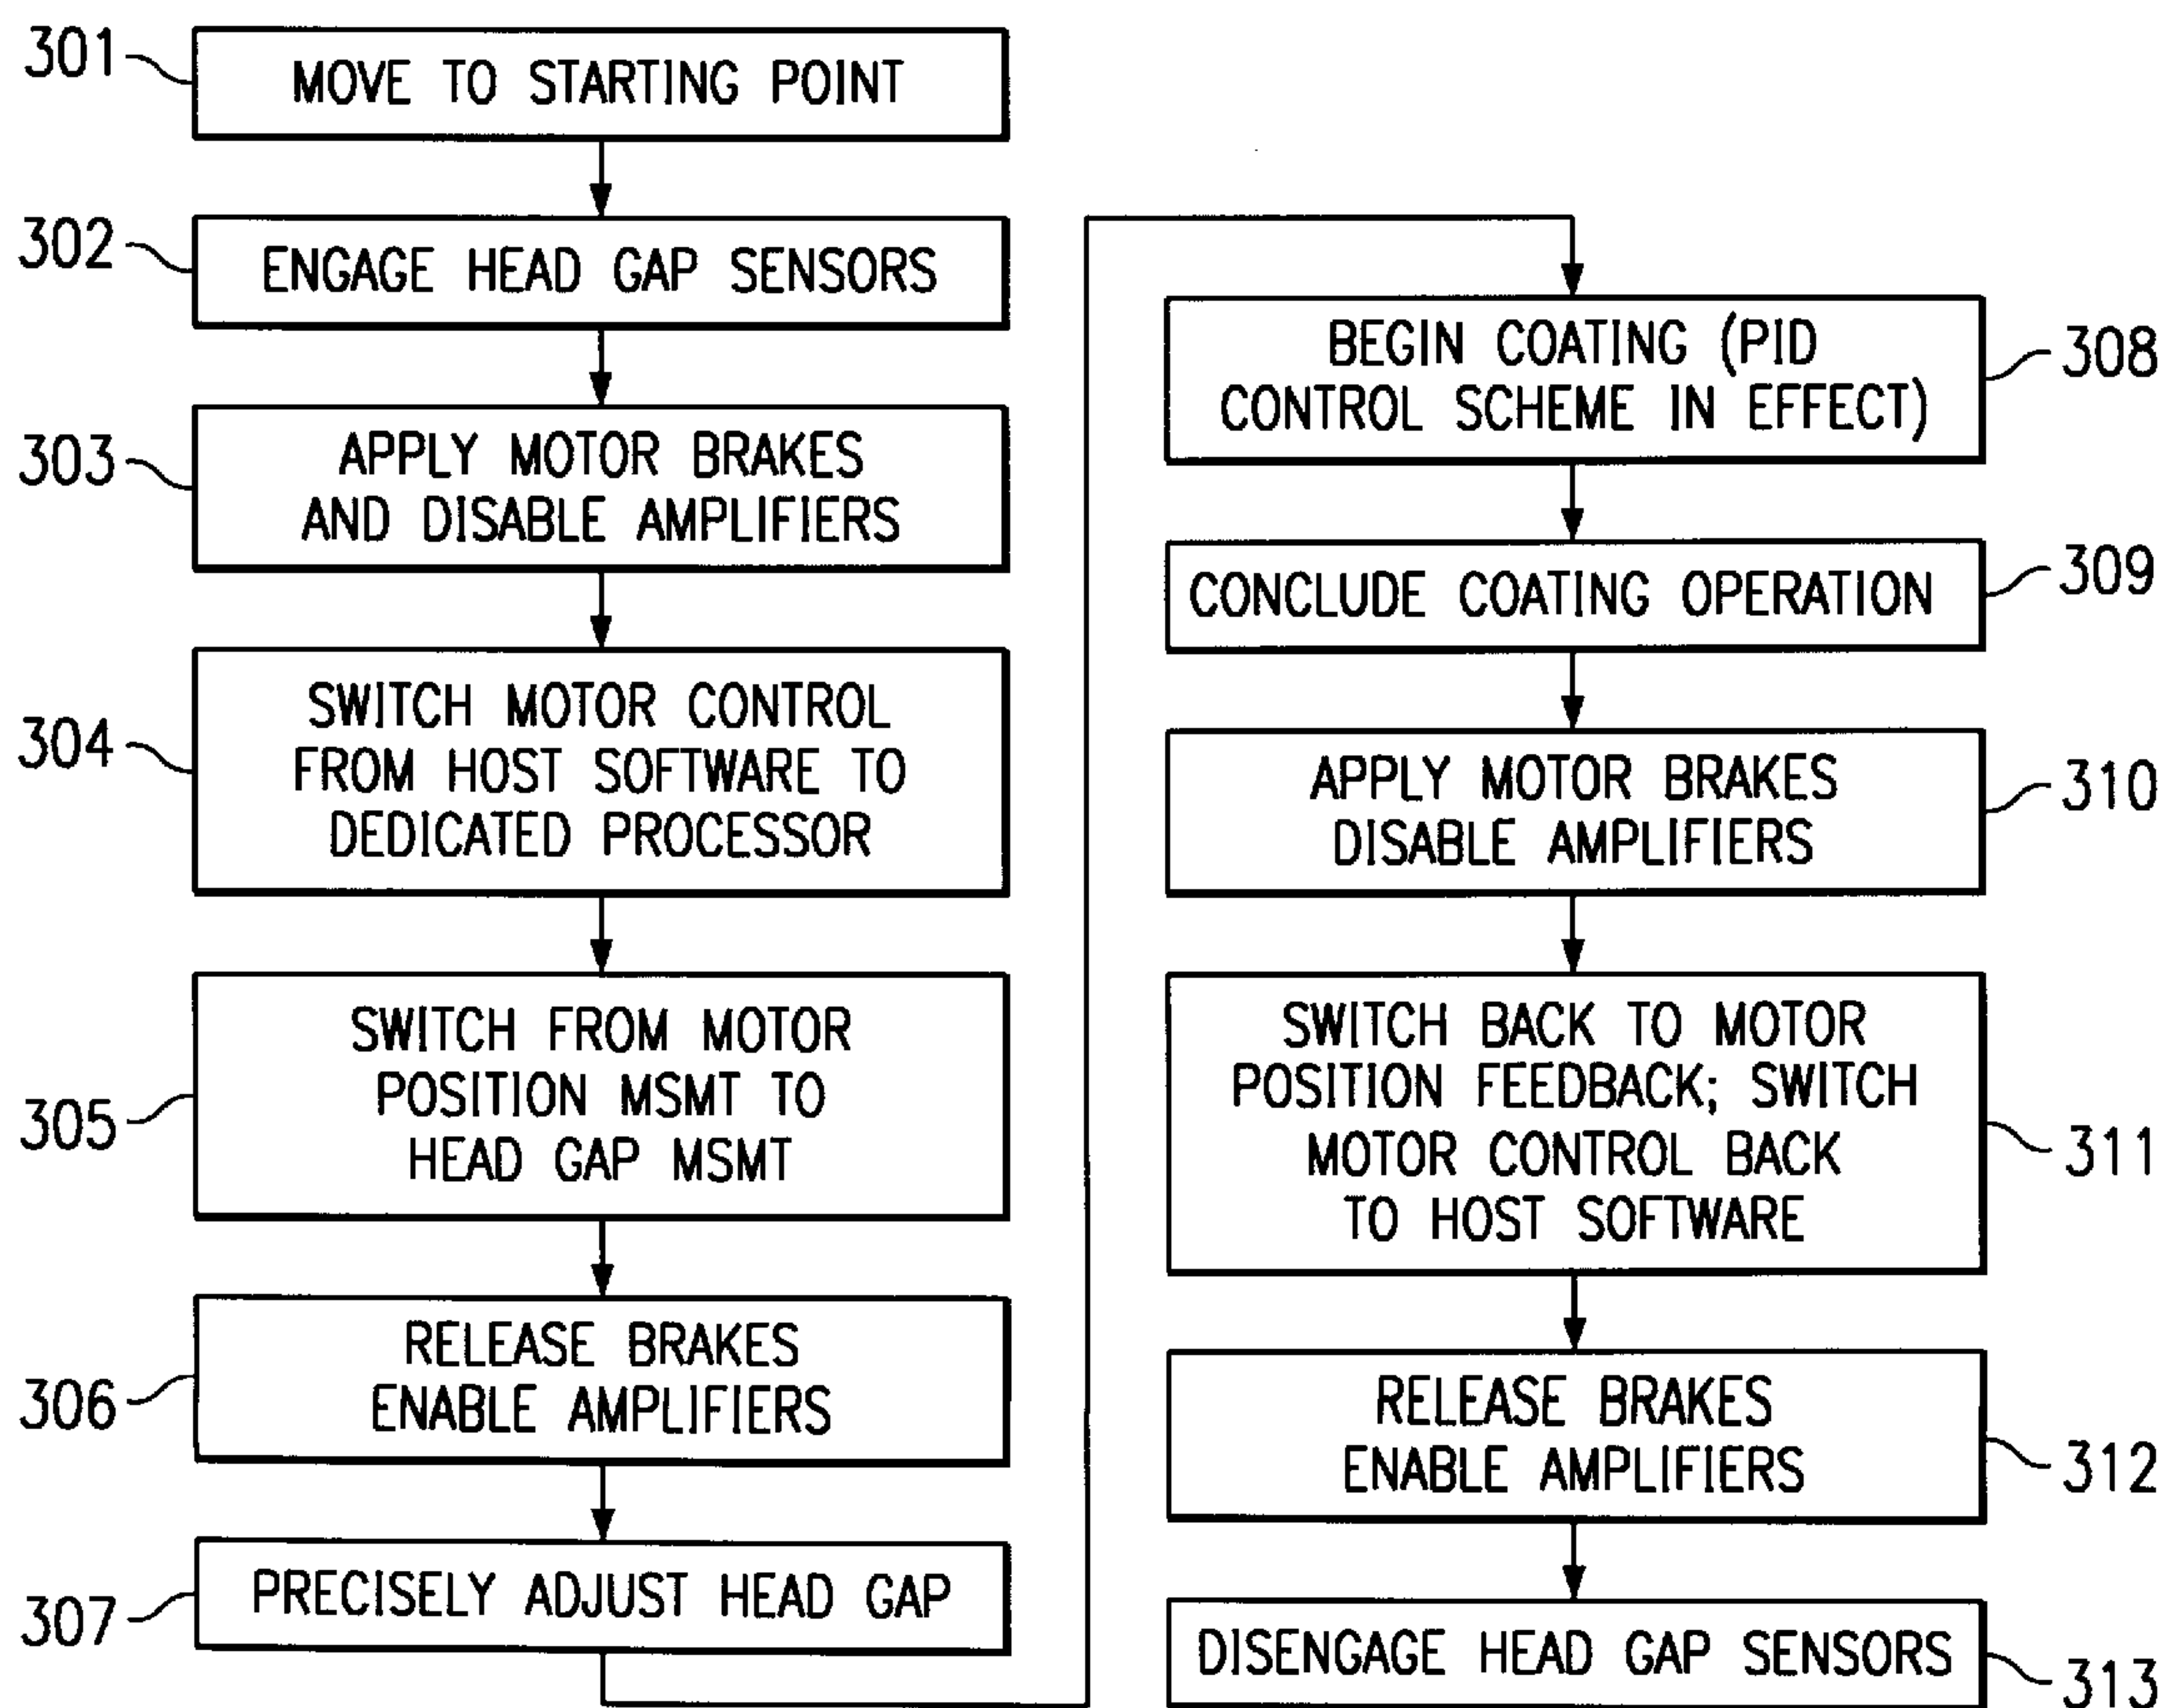 301
MOVE TO STARTING POINT
302
ENGAGE HEAD GAP SENSORS
303
APPLY MOTOR BRAKES
AND DISABLE AMPLIFIERS
304
SWITCH MOTOR CONTROL
FROM HOST SOFTWARE TO
DEDICATED PROCESSOR
305
SWITCH FROM MOTOR
POSITION MSMT TO
HEAD GAP MSMT
306
RELEASE BRAKES
ENABLE AMPLIFIERS
307
PRECISELY ADJUST HEAD GAP
BEGIN COATING (PID
CONTROL SCHEME IN EFFECT)
308
CONCLUDE COATING OPERATION
309
APPLY MOTOR BRAKES
DISABLE AMPLIFIERS
310
SWITCH BACK TO MOTOR
POSITION FEEDBACK; SWITCH
MOTOR CONTROL BACK
TO HOST SOFTWARE
311
RELEASE BRAKES
ENABLE AMPLIFIERS
312
DISENGAGE HEAD GAP SENSORS
313